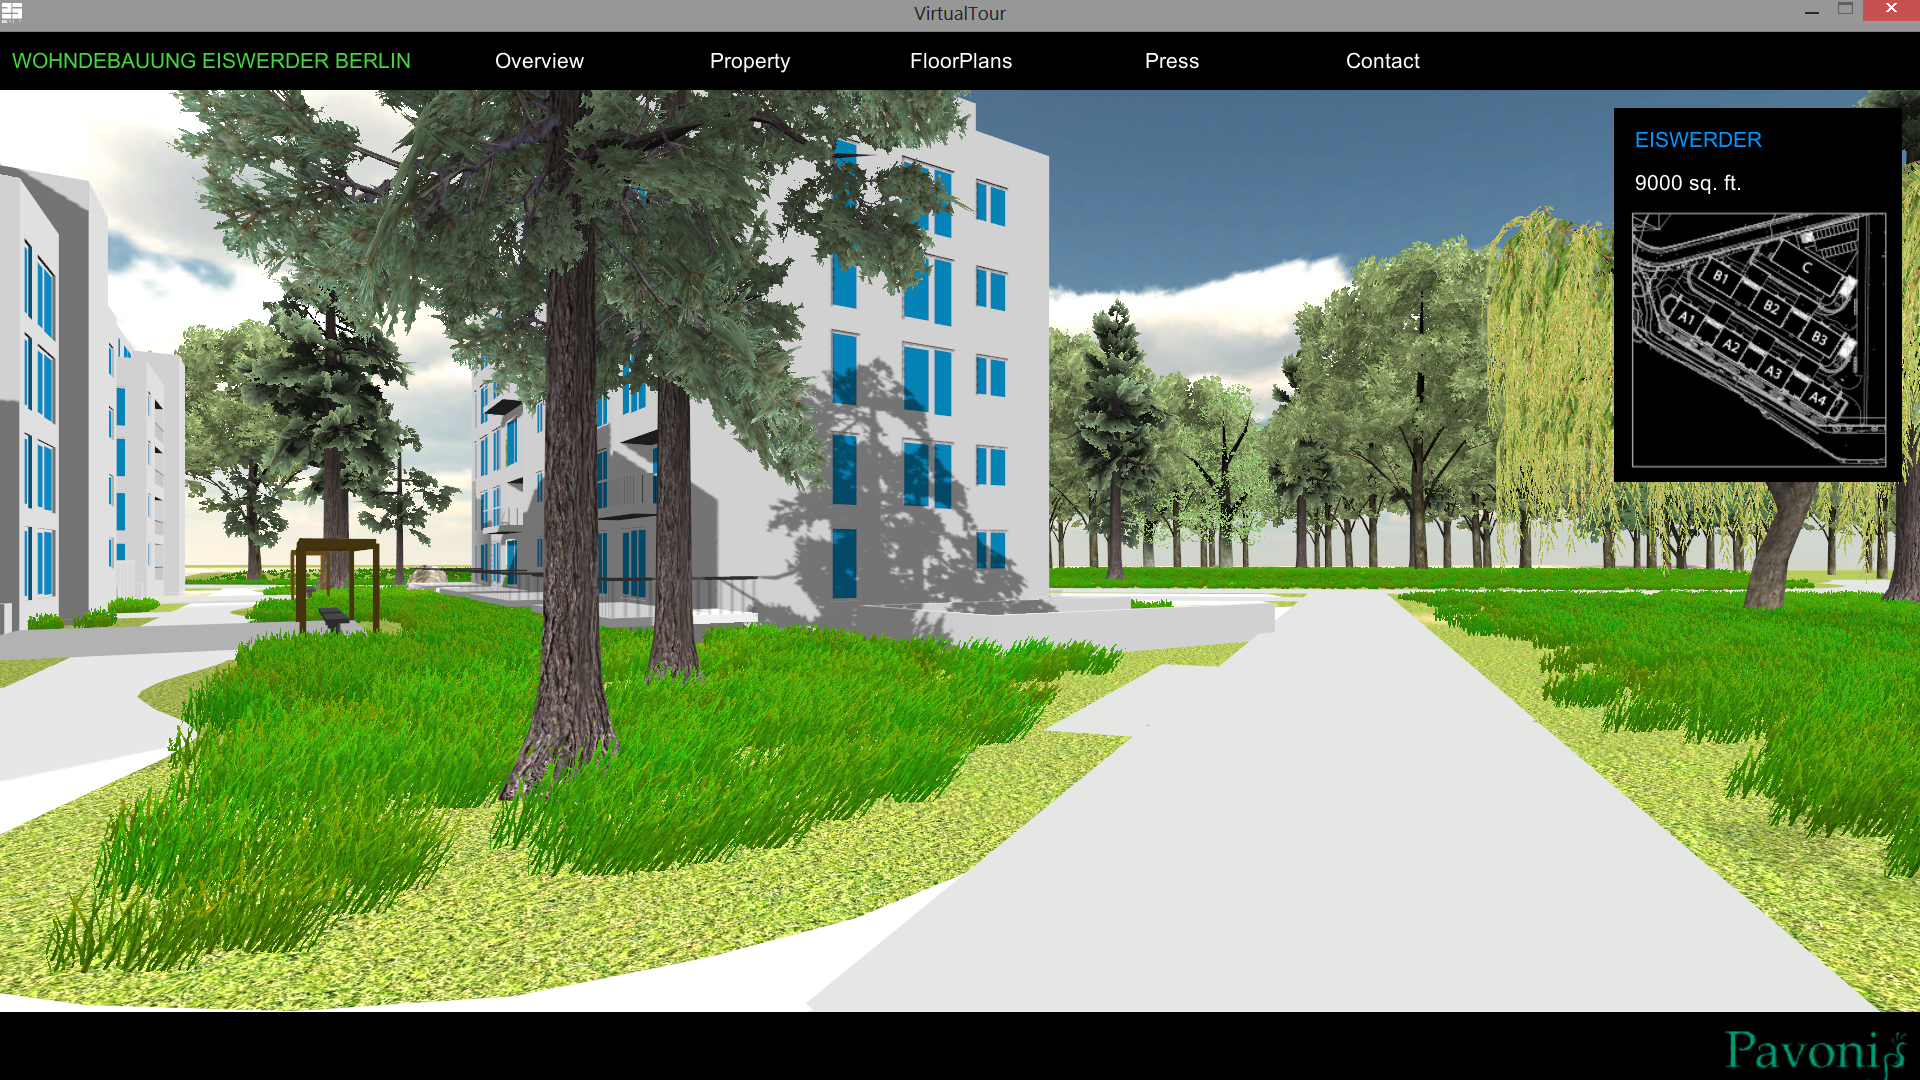 VirtualTour
WOHNDEBAUUNG EISWERDER BERLIN Overview Property FloorPlans Press Contact
EISWERDER
9000 sq. ft.
C
B1
B2
B3
A1
A2
A3
A4
Pavonis